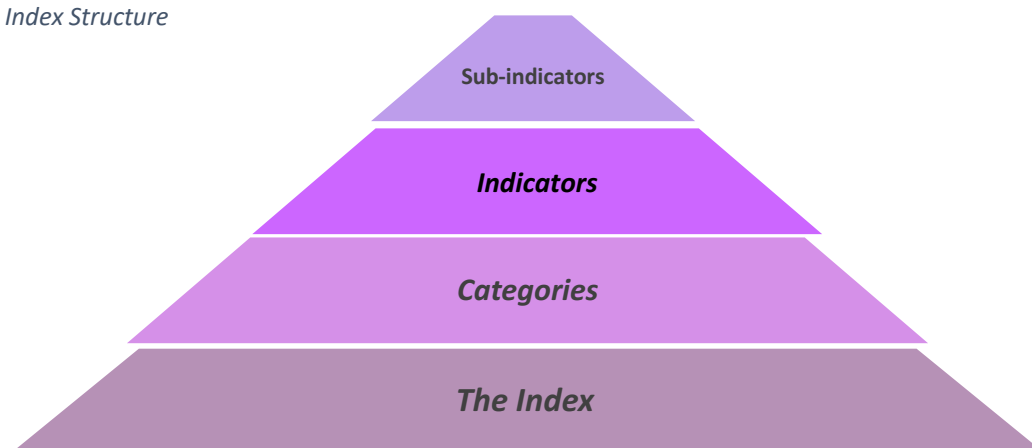 Index Structure
Sub-indicators
Indicators
Categories
The Index